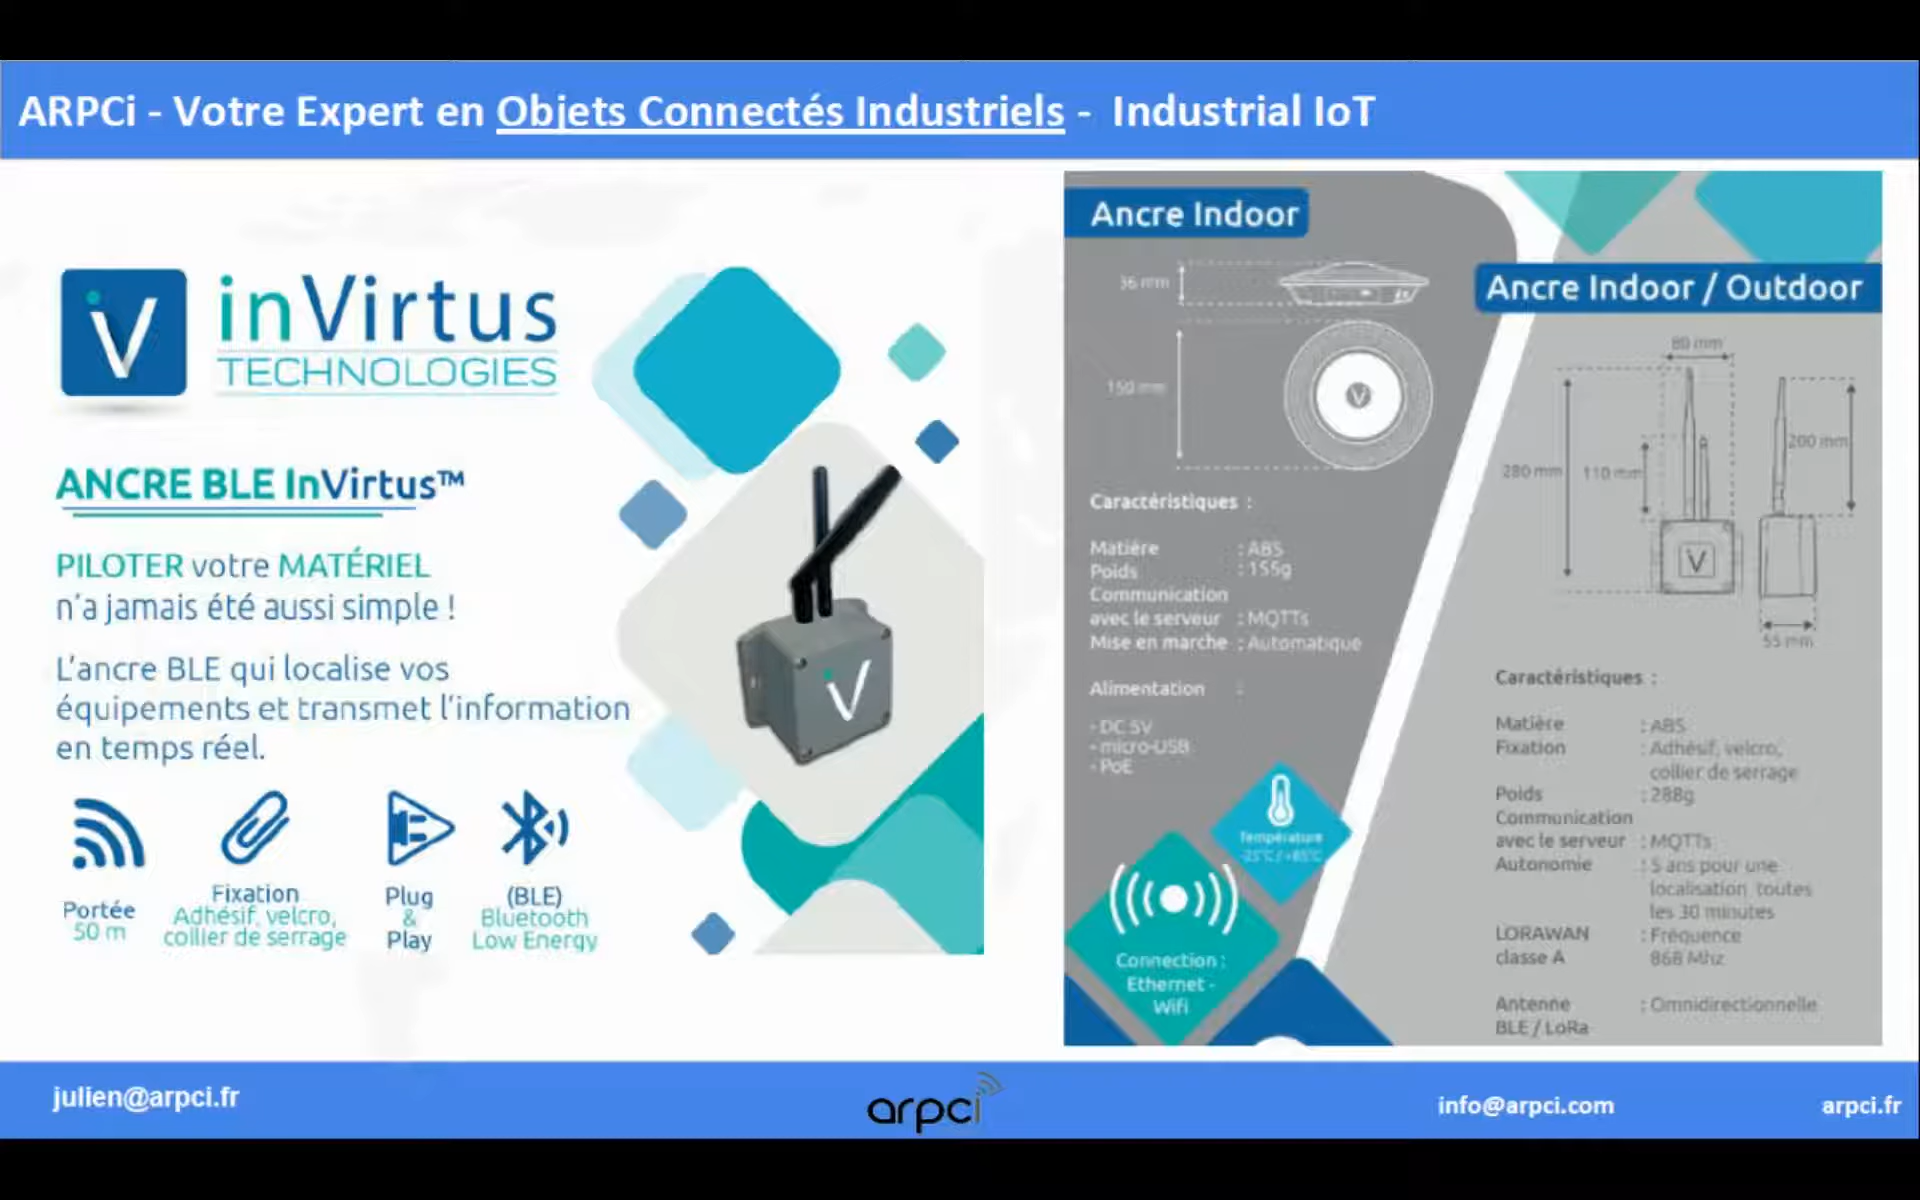 ARPCi - Votre Expert en Objets Connectés Industriels - Industrial IoT
inVirtus
TECHNOLOGIES
ANCRE BLE InVirtus™
PILOTER votre MATÉRIEL
n'a jamais été aussi simple !
L'ancre BLE qui localise vos
équipements et transmet l'information
en temps réel.
Portée
50 m
Fixation
Adhésif, velcro,
collier de serrage
Plug
&
Play
(BLE)
Bluetooth
Low Energy
Ancre Indoor
36 mm
150 mm
Caractéristiques :
Matière : ABS
Poids : 155g
Communication
avec le serveur : MQTTs
Mise en marche : Automatique
Alimentation :
- DC 5V
- micro-USB
- PoE
Température
-25°C / +65°C
Connection :
Ethernet -
Wifi
Ancre Indoor / Outdoor
80 mm
280 mm
110 mm
200 mm
55 mm
Caractéristiques :
Matière : ABS
Fixation : Adhésif, velcro,
collier de serrage
Poids : 288g
Communication
avec le serveur : MQTTs
Autonomie : 5 ans pour une
localisation toutes
les 30 minutes
LORAWAN : Fréquence
classe A 868 Mhz
Antenne : Omnidirectionnelle
BLE / LoRa
julien@arpci.fr
arpci
info@arpci.com
arpci.fr